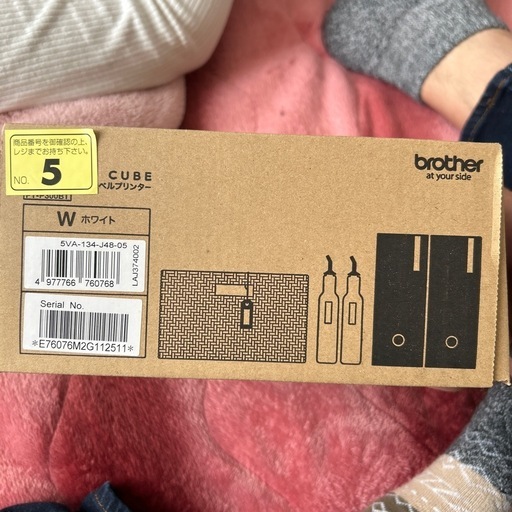 商品番号を御確認の上、
レジまでお持ち下さい。
NO. 5
CUBE
ベルプリンター
PT-P300BT
W ホワイト
5VA-134-J48-05
4 977766 760768
LAJ374002
Serial No.
*E76076M2G112511*
brother
at your side